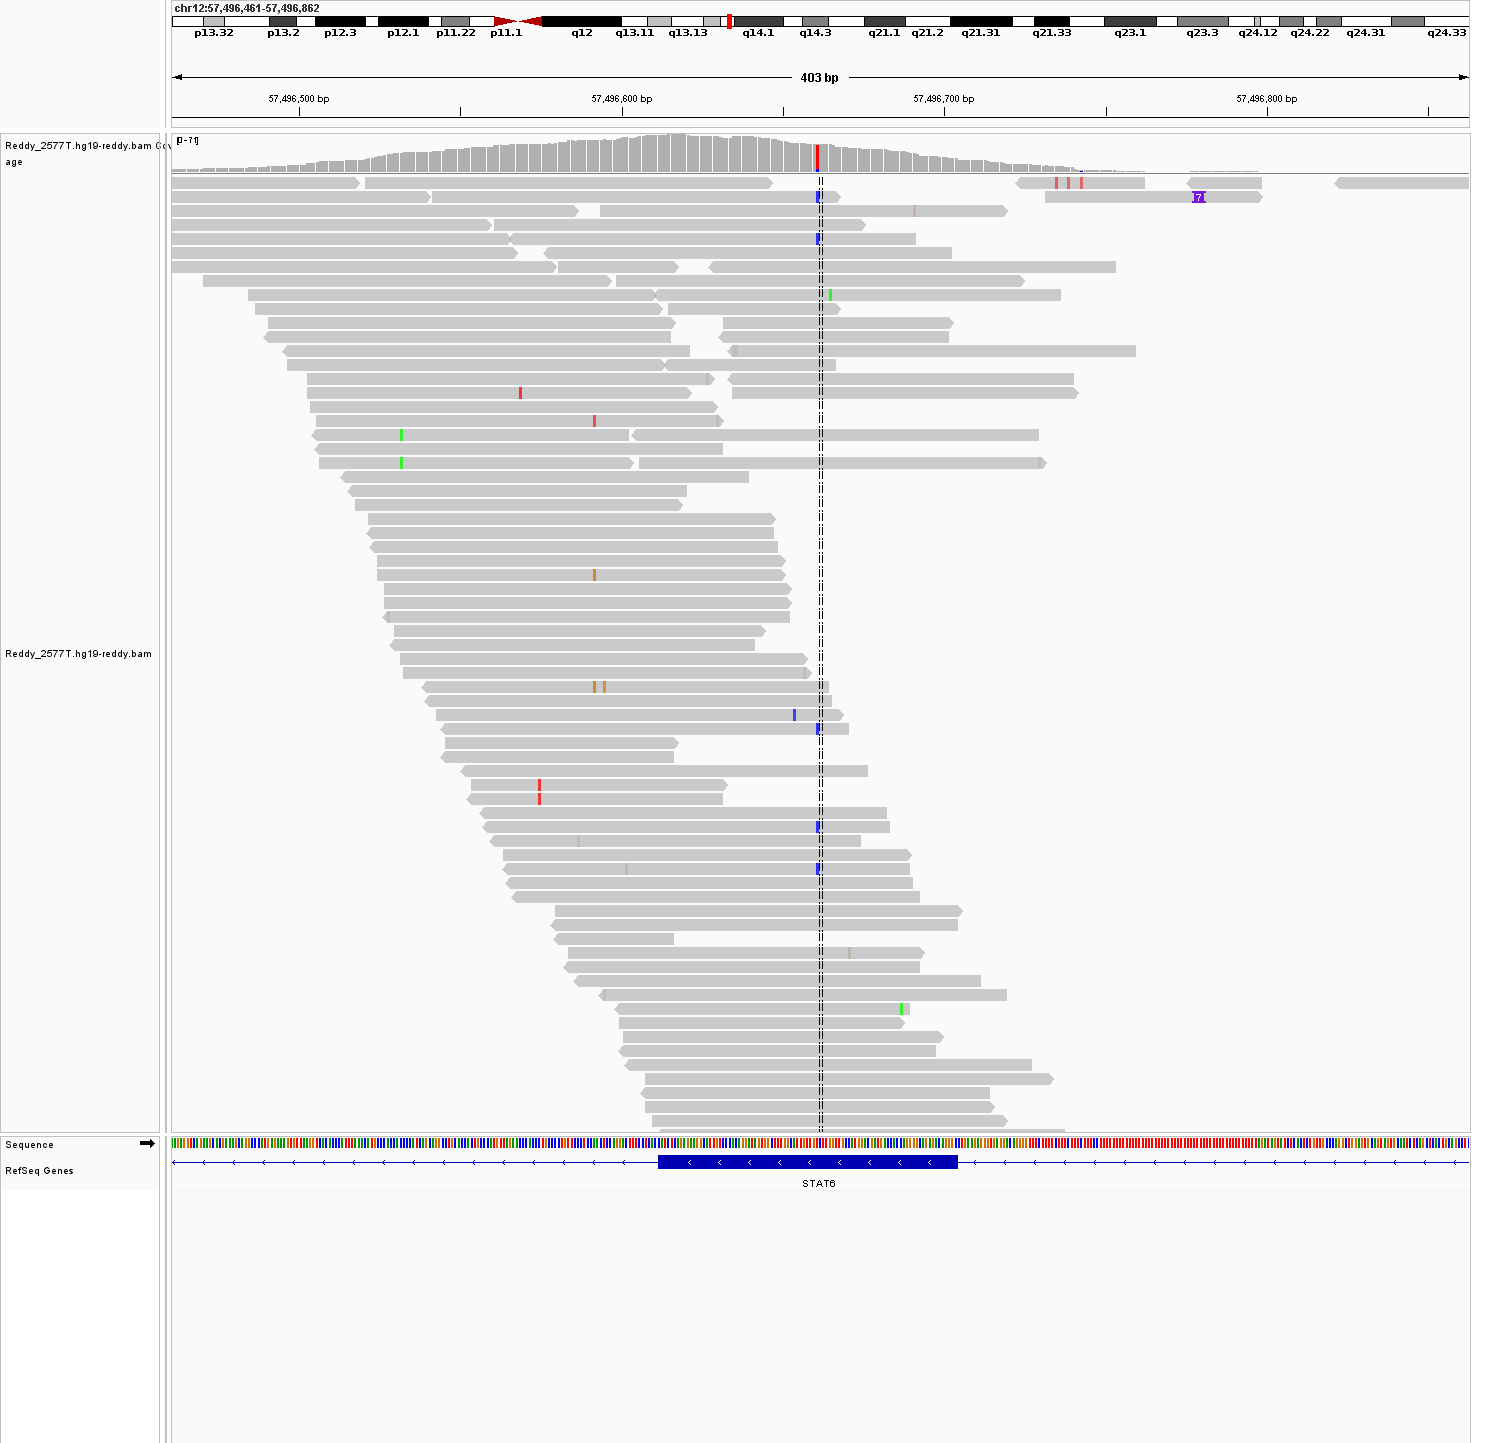 chr12:57,496,461-57,496,862
p13.32 p13.2 p12.3 p12.1 p11.22 p11.1 q12 q13.11 q13.13 q14.1 q14.3 q21.1 q21.2 q21.31 q21.33 q23.1 q23.3 q24.12 q24.22 q24.31 q24.33
403 bp
57,496,500 bp 57,496,600 bp 57,496,700 bp 57,496,800 bp
[0-71]
Reddy_2577T.hg19-reddy.bam Cov
age
7
Reddy_2577T.hg19-reddy.bam
Sequence
RefSeq Genes
STAT6